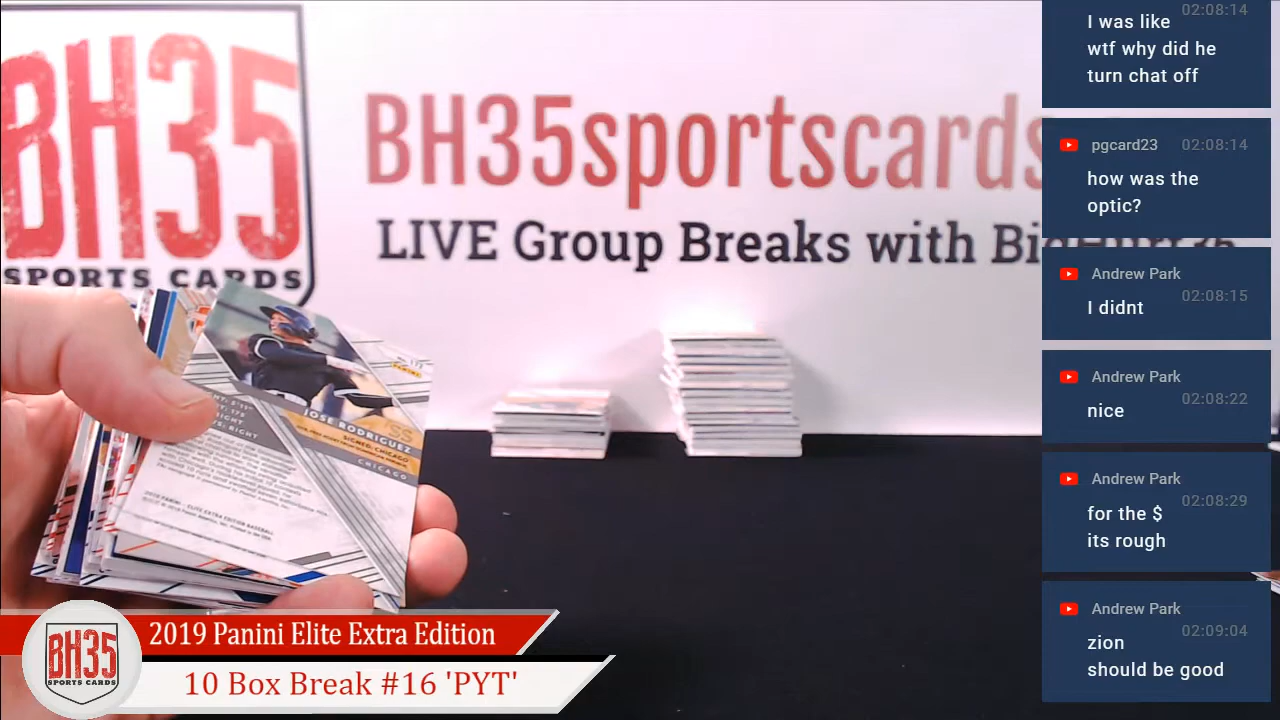 BH35
SPORTS CARDS
BH35sportscards
LIVE Group Breaks with
JOSE RODRIGUEZ
SS
SIGNED: CHICAGO
CHICAGO
PANINI
2019 Panini Elite Extra Edition
10 Box Break #16 'PYT'
BH35
SPORTS CARDS
02:08:14
I was like
wtf why did he
turn chat off
pgcard23 02:08:14
how was the
optic?
Andrew Park
02:08:15
I didnt
Andrew Park
02:08:22
nice
Andrew Park
02:08:29
for the $
its rough
Andrew Park
02:09:04
zion
should be good